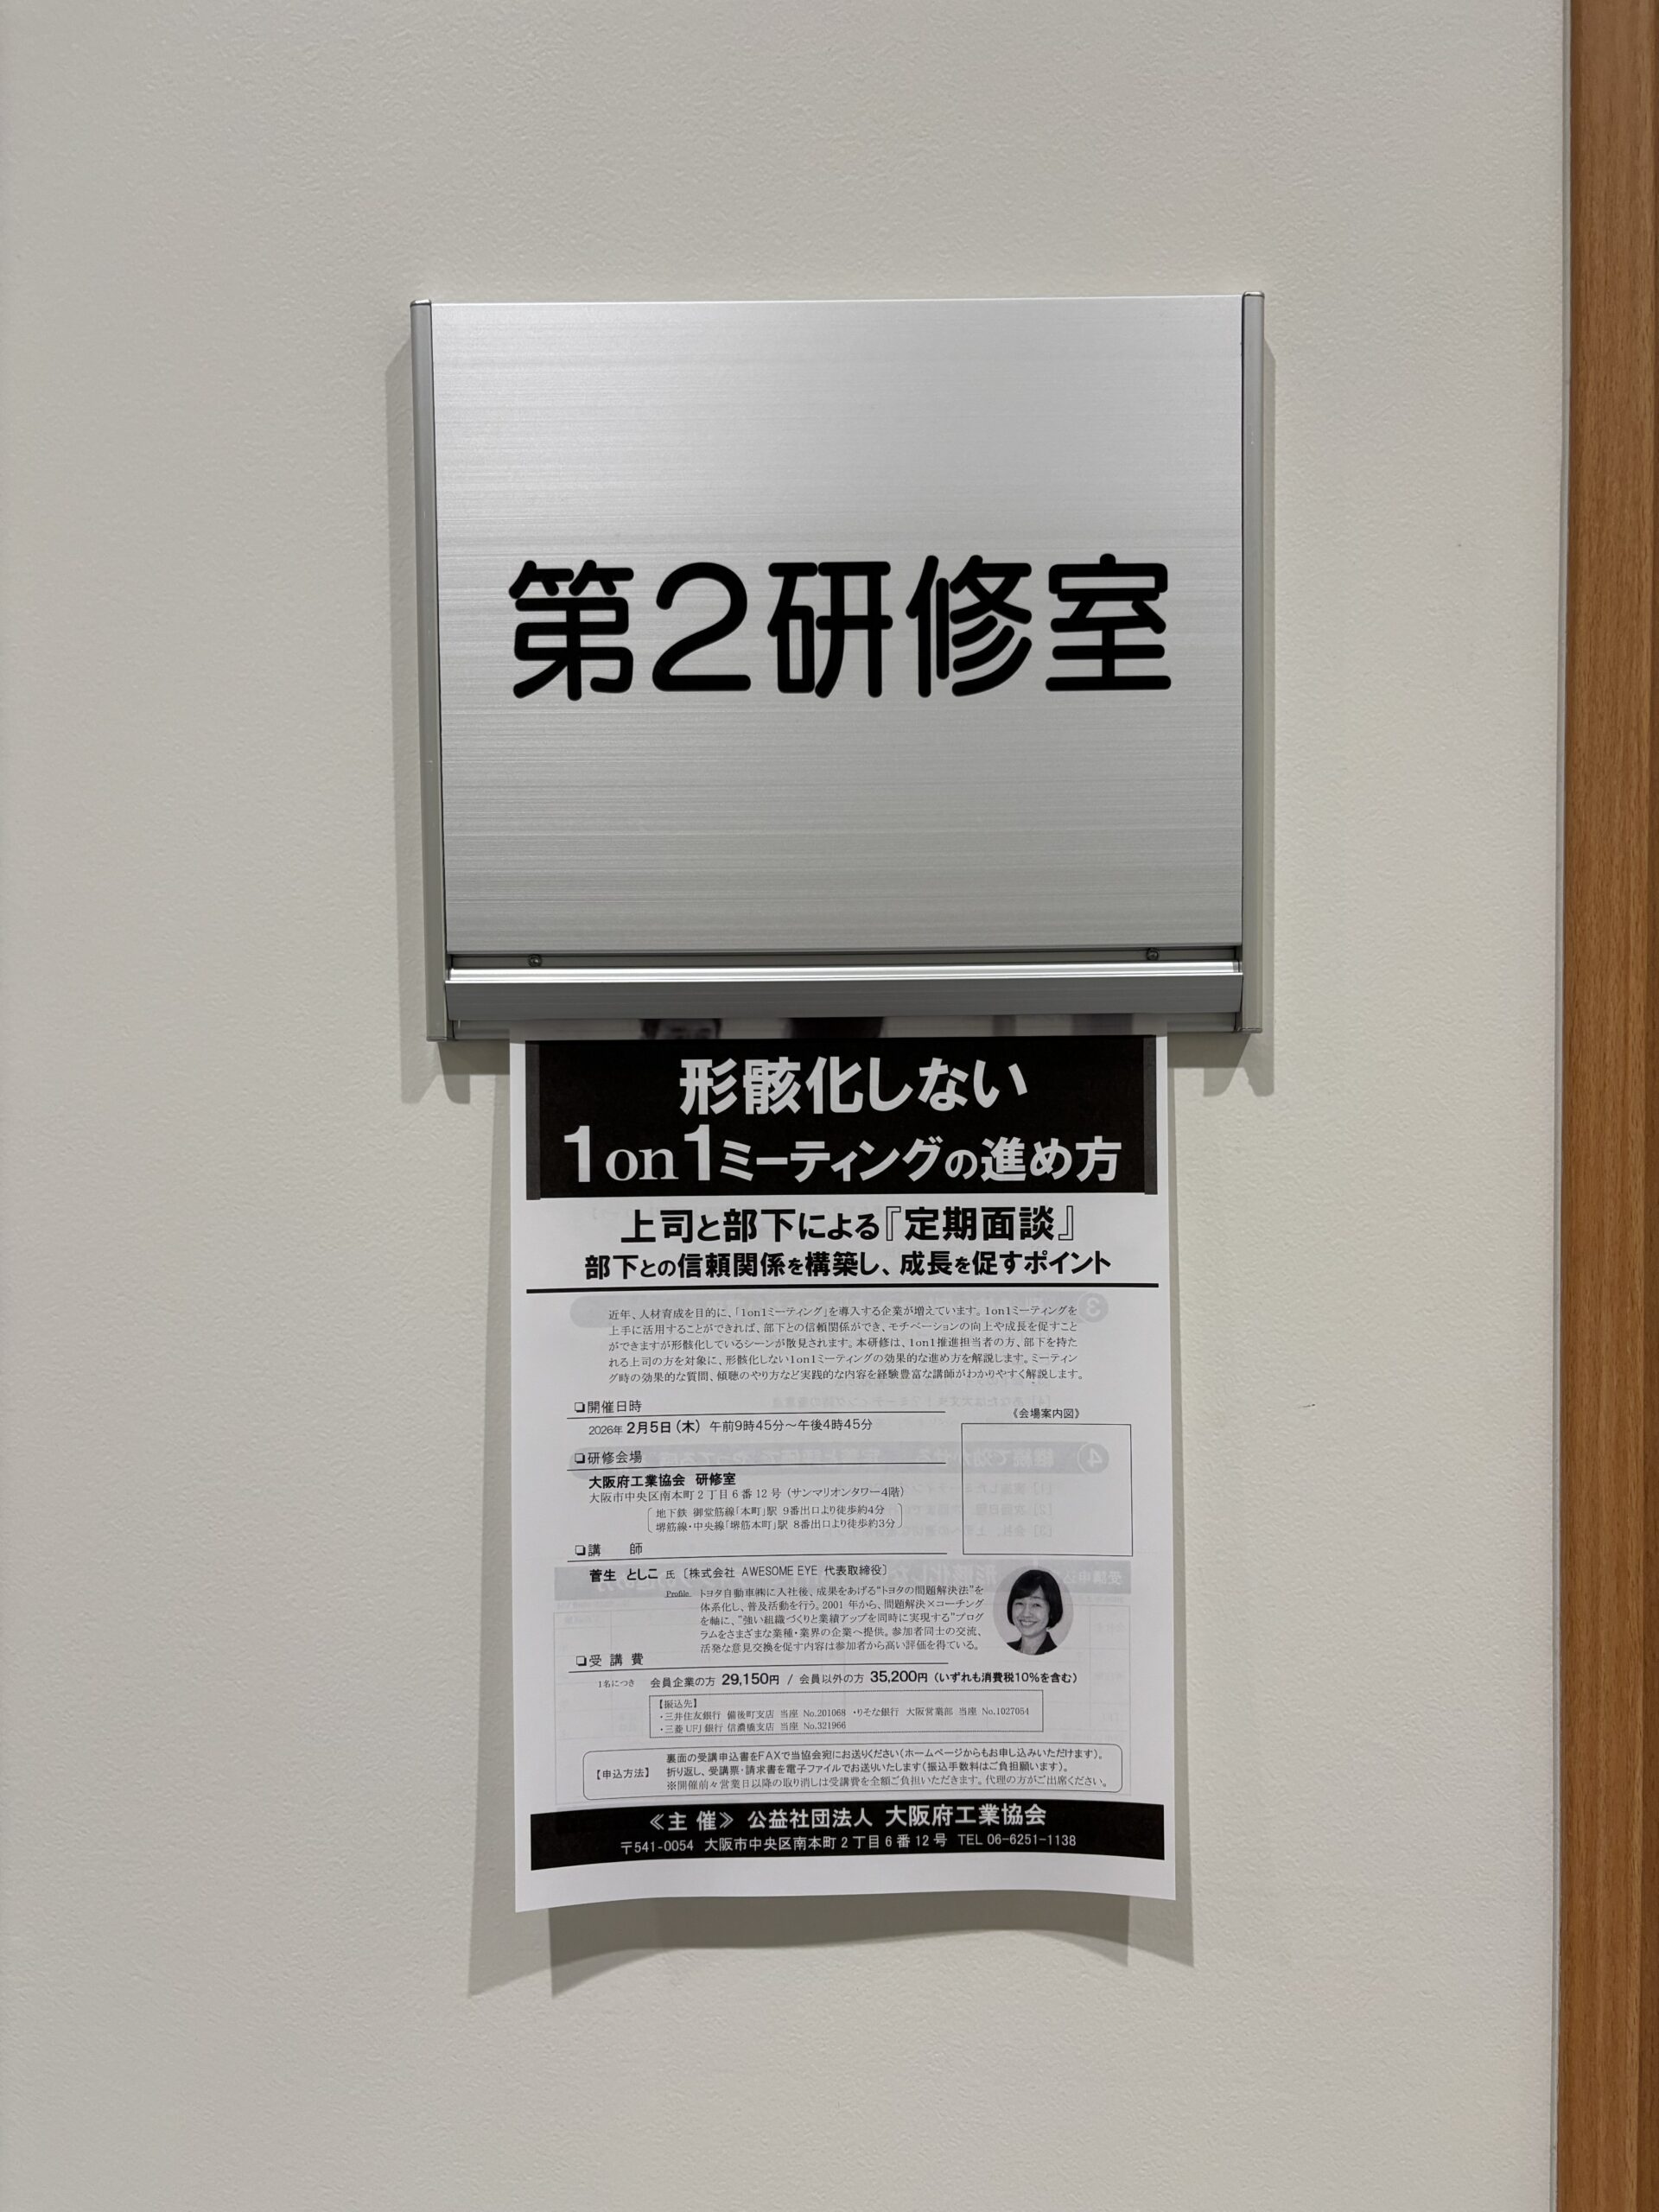 第2研修室
形骸化しない
1on1ミーティングの進め方
上司と部下による『定期面談』
部下との信頼関係を構築し、成長を促すポイント
近年、人材育成を目的に、「1on1ミーティング」を導入する企業が増えています。1on1ミーティングを
上手に活用することができれば、部下との信頼関係ができ、モチベーションの向上や成長を促すこと
ができますが形骸化しているシーンが散見されます。本研修は、1on1推進担当者の方、部下を持た
れる上司の方を対象に、形骸化しない1on1ミーティングの効果的な進め方を解説します。ミーティン
グ時の効果的な質問、傾聴のやり方など実践的な内容を経験豊富な講師がわかりやすく解説します。
❏開催日時
2026年 2月5日（木） 午前9時45分～午後4時45分
《会場案内図》
❏研修会場
大阪府工業協会 研修室
大阪市中央区南本町2丁目6番12号（サンマリオンタワー4階）
地下鉄 御堂筋線「本町」駅 9番出口より徒歩約4分
堺筋線・中央線「堺筋本町」駅 8番出口より徒歩約3分
❏講 師
菅生 としこ 氏〔株式会社 AWESOME EYE 代表取締役〕
Profile トヨタ自動車㈱に入社後、成果をあげる“トヨタの問題解決法”を
体系化し、普及活動を行う。2001年から、問題解決×コーチング
を軸に、“強い組織づくりと業績アップを同時に実現する”プログ
ラムをさまざまな業種・業界の企業へ提供。参加者同士の交流、
活発な意見交換を促す内容は参加者から高い評価を得ている。
❏受 講 費
1名につき 会員企業の方 29,150円 / 会員以外の方 35,200円（いずれも消費税10%を含む）
【振込先】
・三井住友銀行 備後町支店 当座 No.201068 ・りそな銀行 大阪営業部 当座 No.1027054
・三菱UFJ銀行 信濃橋支店 当座 No.321966
【申込方法】
裏面の受講申込書をFAXで当協会宛にお送りください（ホームページからもお申し込みいただけます）。
折り返し、受講票・請求書を電子ファイルでお送りいたします（振込手数料はご負担願います）。
※開催前々営業日以降の取り消しは受講費を全額ご負担いただきます。代理の方がご出席ください。
≪主 催≫ 公益社団法人 大阪府工業協会
〒541-0054 大阪市中央区南本町2丁目6番12号 TEL 06-6251-1138